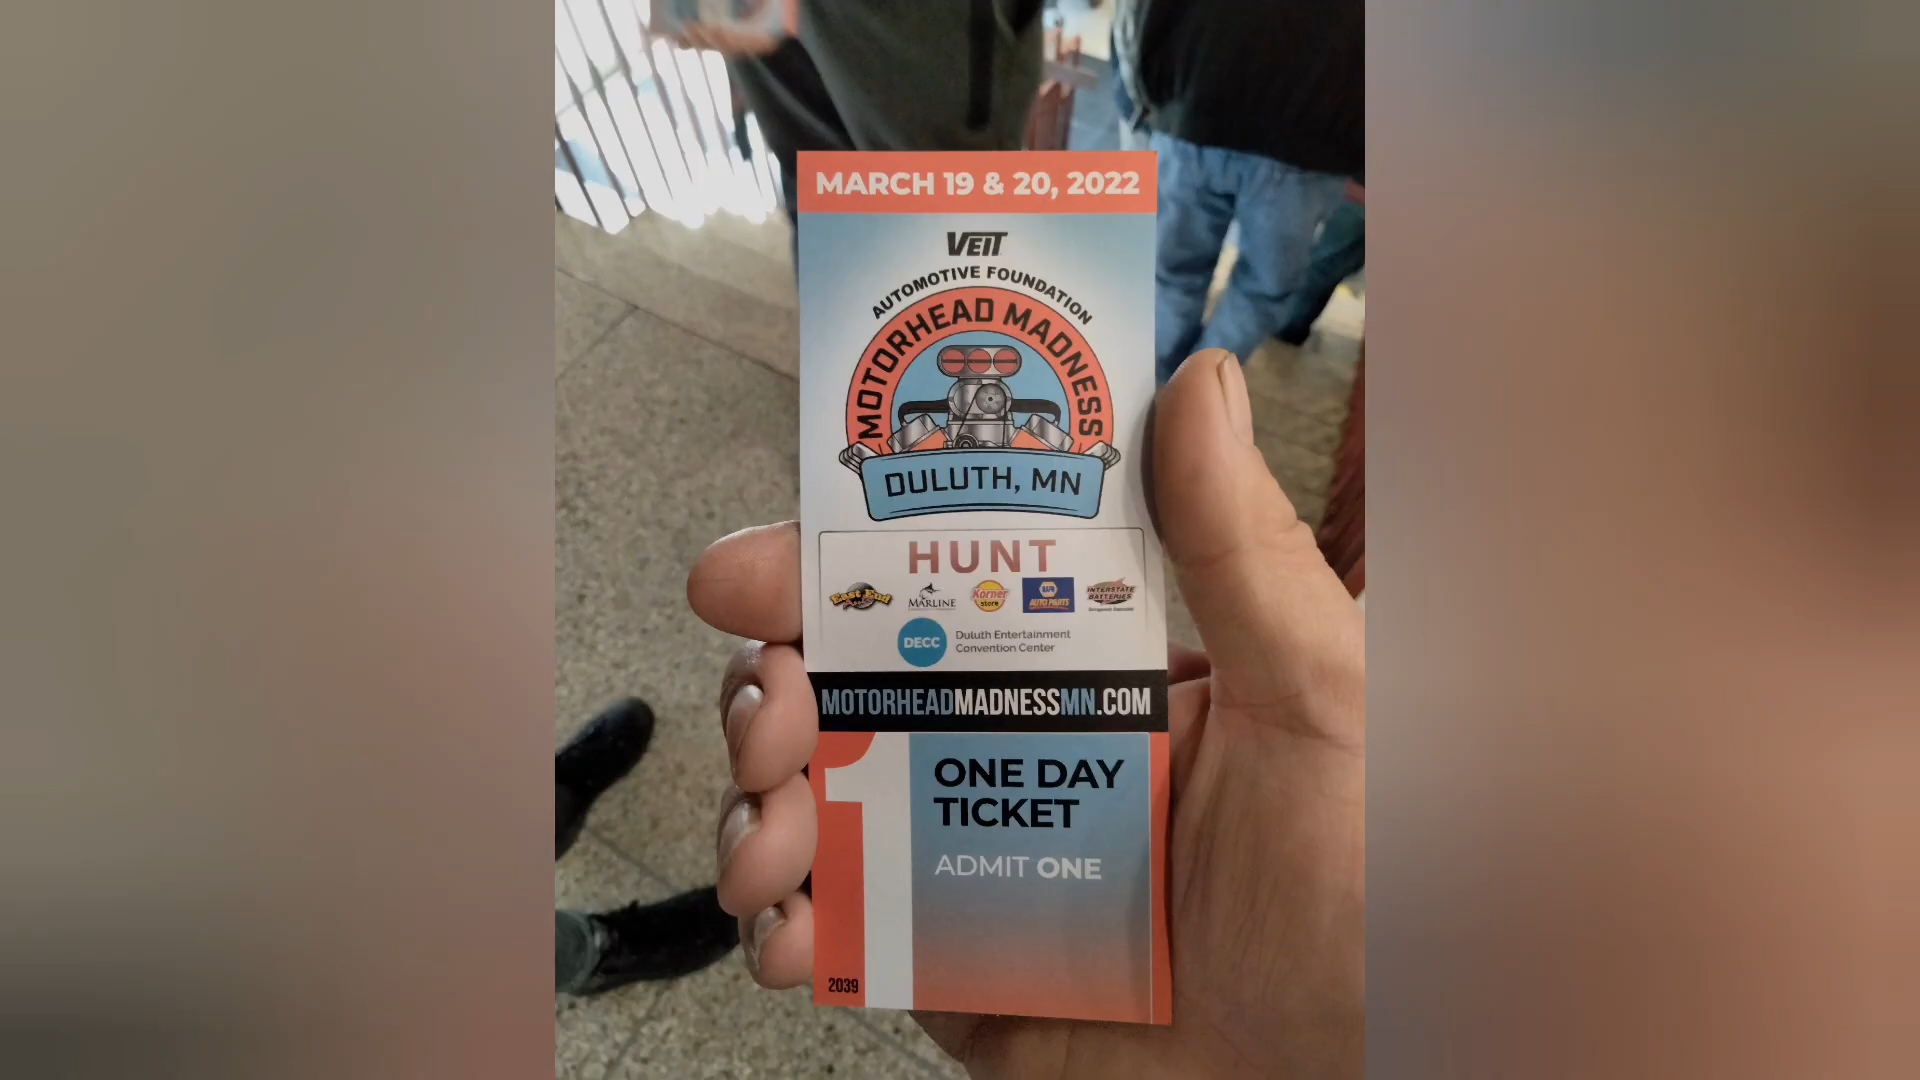 MARCH 19 & 20, 2022
VEIT
AUTOMOTIVE FOUNDATION
MOTORHEAD MADNESS
DULUTH, MN
HUNT
East End
MARLINE
Korner
store
NAPA
AUTO PARTS
INTERSTATE
BATTERIES
DECC
Duluth Entertainment
Convention Center
MOTORHEADMADNESSMN.COM
1
ONE DAY
TICKET
ADMIT ONE
2039